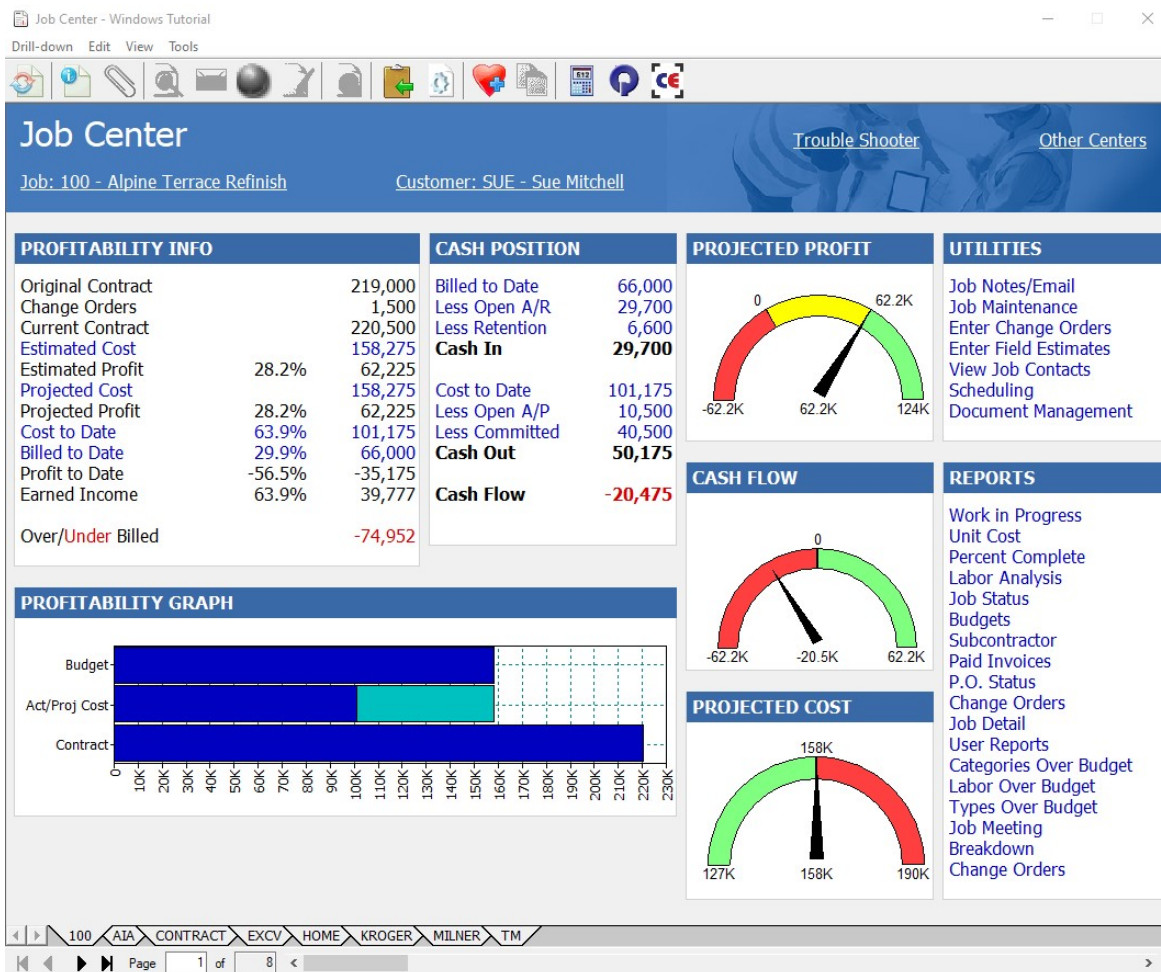 Job Center - Windows Tutorial
Drill-down Edit View Tools
612
CE
Job Center
Trouble Shooter
Other Centers
Job: 100 - Alpine Terrace Refinish
Customer: SUE - Sue Mitchell
PROFITABILITY INFO
Original Contract 219,000
Change Orders 1,500
Current Contract 220,500
Estimated Cost 158,275
Estimated Profit 28.2% 62,225
Projected Cost 158,275
Projected Profit 28.2% 62,225
Cost to Date 63.9% 101,175
Billed to Date 29.9% 66,000
Profit to Date -56.5% -35,175
Earned Income 63.9% 39,777
Over/Under Billed -74,952
CASH POSITION
Billed to Date 66,000
Less Open A/R 29,700
Less Retention 6,600
Cash In 29,700
Cost to Date 101,175
Less Open A/P 10,500
Less Committed 40,500
Cash Out 50,175
Cash Flow -20,475
PROJECTED PROFIT
0 62.2K
-62.2K 62.2K 124K
UTILITIES
Job Notes/Email
Job Maintenance
Enter Change Orders
Enter Field Estimates
View Job Contacts
Scheduling
Document Management
CASH FLOW
0
-62.2K -20.5K 62.2K
REPORTS
Work in Progress
Unit Cost
Percent Complete
Labor Analysis
Job Status
Budgets
Subcontractor
Paid Invoices
P.O. Status
Change Orders
Job Detail
User Reports
Categories Over Budget
Labor Over Budget
Types Over Budget
Job Meeting
Breakdown
Change Orders
PROFITABILITY GRAPH
Budget
Act/Proj Cost
Contract
0 10K 20K 30K 40K 50K 60K 70K 80K 90K 100K 110K 120K 130K 140K 150K 160K 170K 180K 190K 200K 210K 220K 230K
PROJECTED COST
158K
127K 158K 190K
100 AIA CONTRACT EXCV HOME KROGER MILNER TM
Page 1 of 8